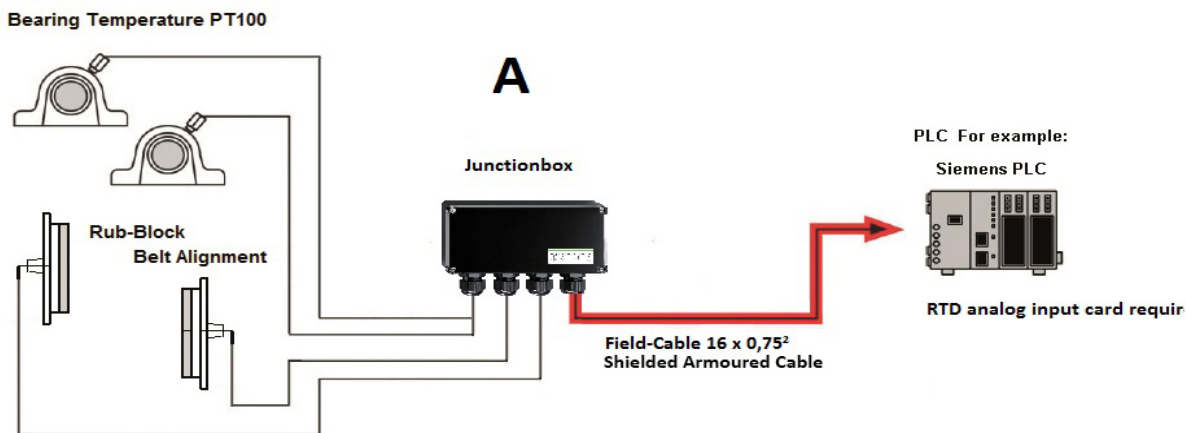 Bearing Temperature PT100
A
PLC For example:
Siemens PLC
Junctionbox
Rub-Block
Belt Alignment
RTD analog input card requir
Field-Cable 16 x 0,75²
Shielded Armoured Cable